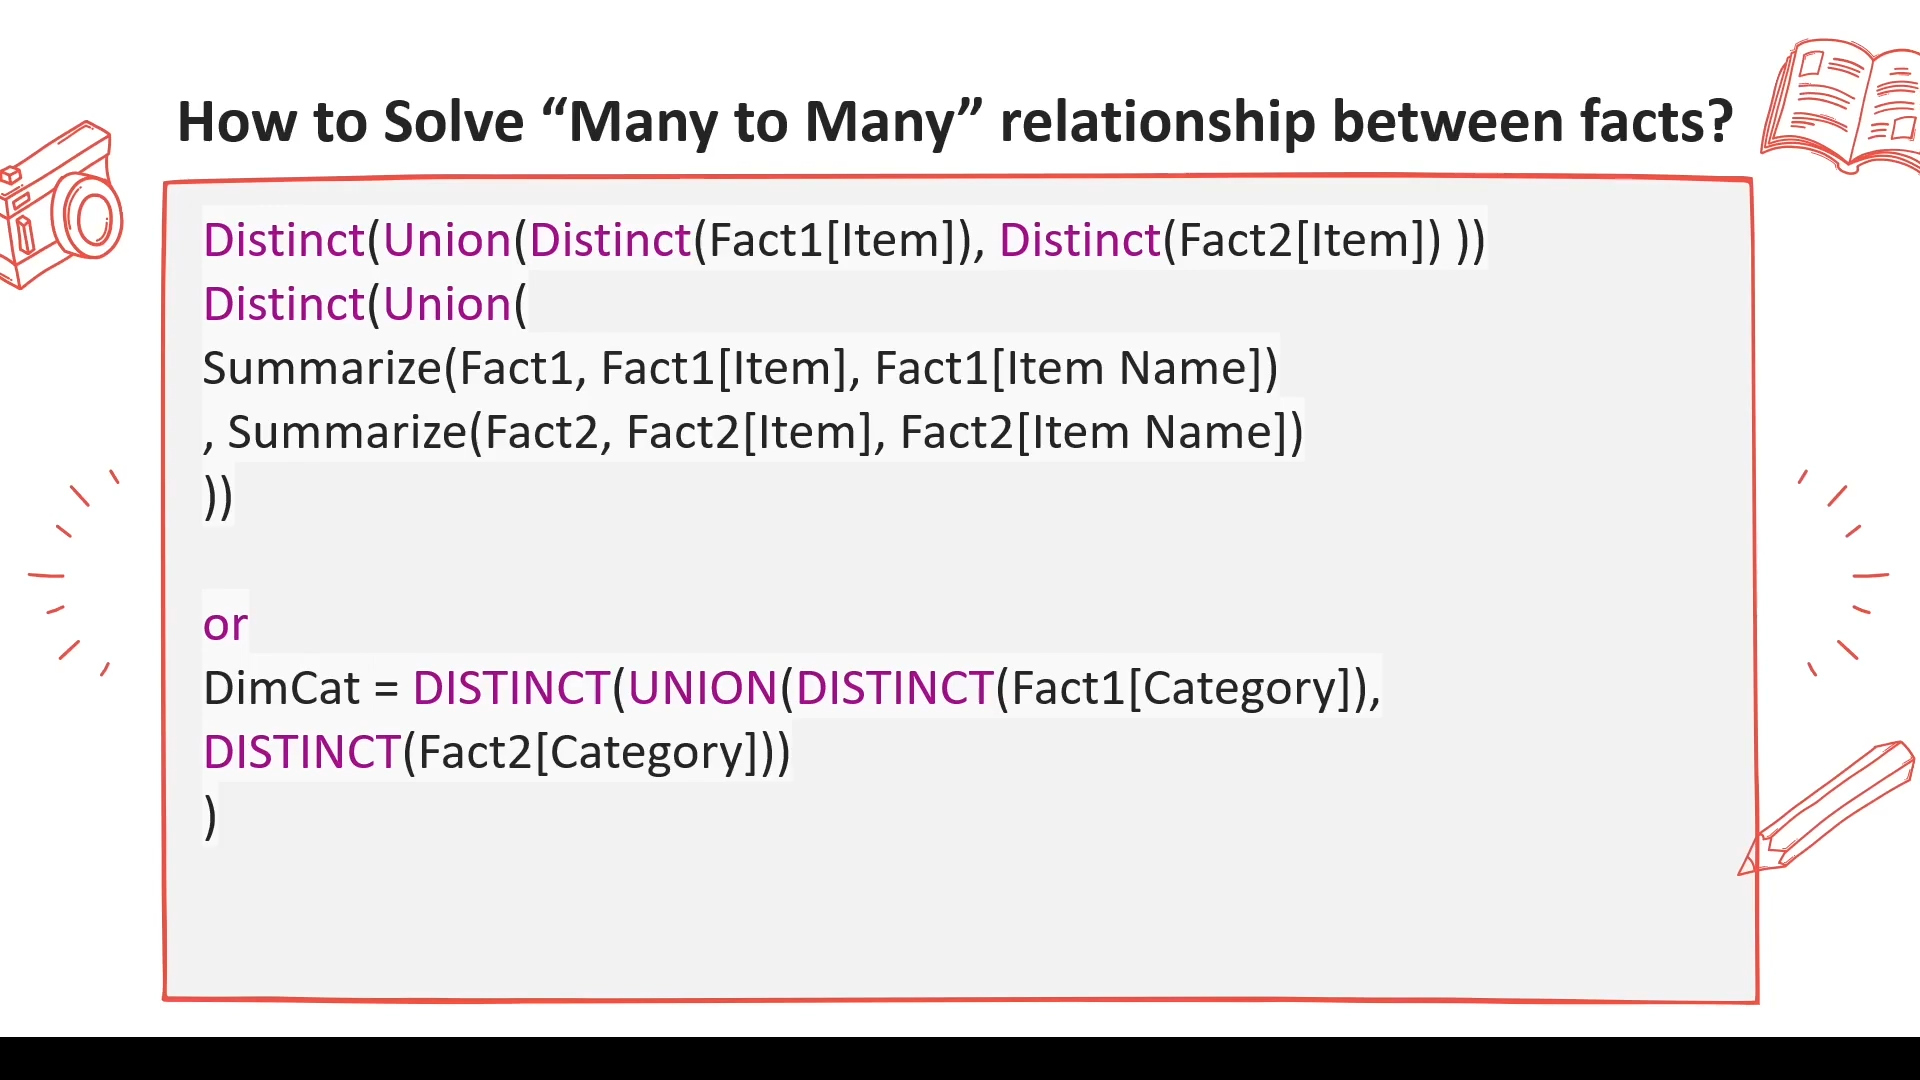 How to Solve “Many to Many” relationship between facts?
Distinct(Union(Distinct(Fact1[Item]), Distinct(Fact2[Item]) ))
Distinct(Union(
Summarize(Fact1, Fact1[Item], Fact1[Item Name])
, Summarize(Fact2, Fact2[Item], Fact2[Item Name])
))
or
DimCat = DISTINCT(UNION(DISTINCT(Fact1[Category]),
DISTINCT(Fact2[Category]))
)